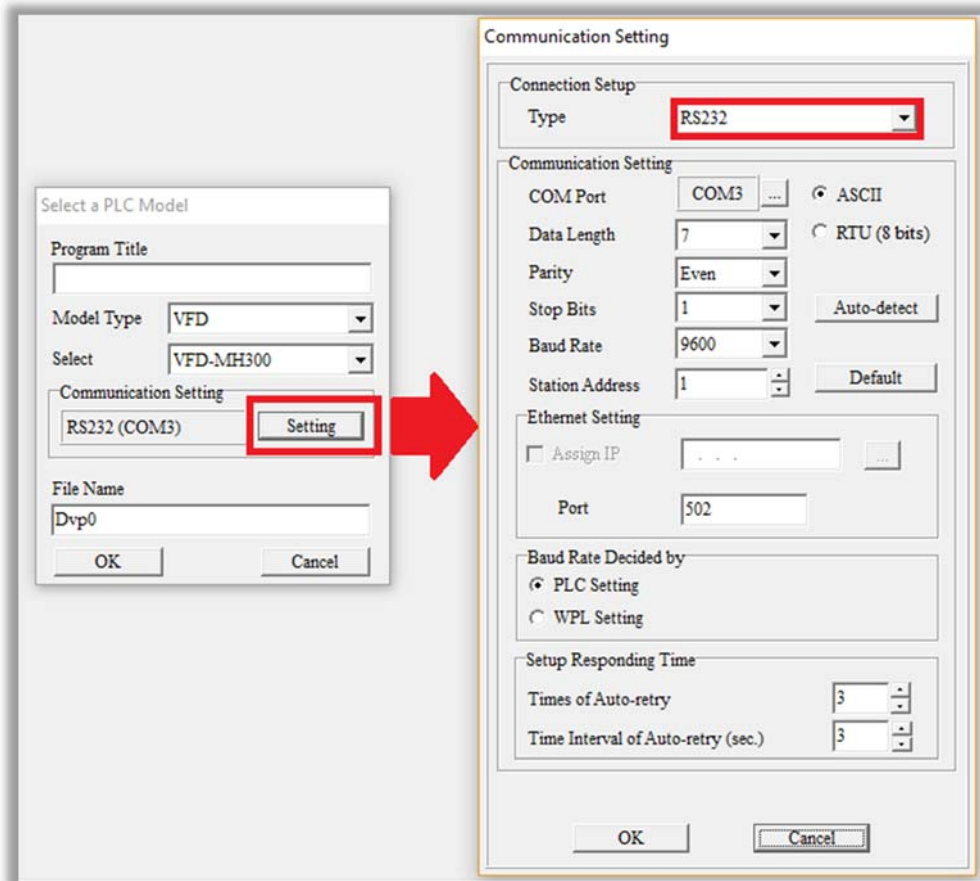 Select a PLC Model
Program Title
Model Type VFD
Select VFD-MH300
Communication Setting
RS232 (COM3) Setting
File Name
Dvp0
OK Cancel
Communication Setting
Connection Setup
Type RS232
Communication Setting
COM Port COM3 ... ASCII
Data Length 7 RTU (8 bits)
Parity Even
Stop Bits 1 Auto-detect
Baud Rate 9600
Station Address 1 Default
Ethernet Setting
Assign IP . . . ...
Port 502
Baud Rate Decided by
PLC Setting
WPL Setting
Setup Responding Time
Times of Auto-retry 3
Time Interval of Auto-retry (sec.) 3
OK Cancel